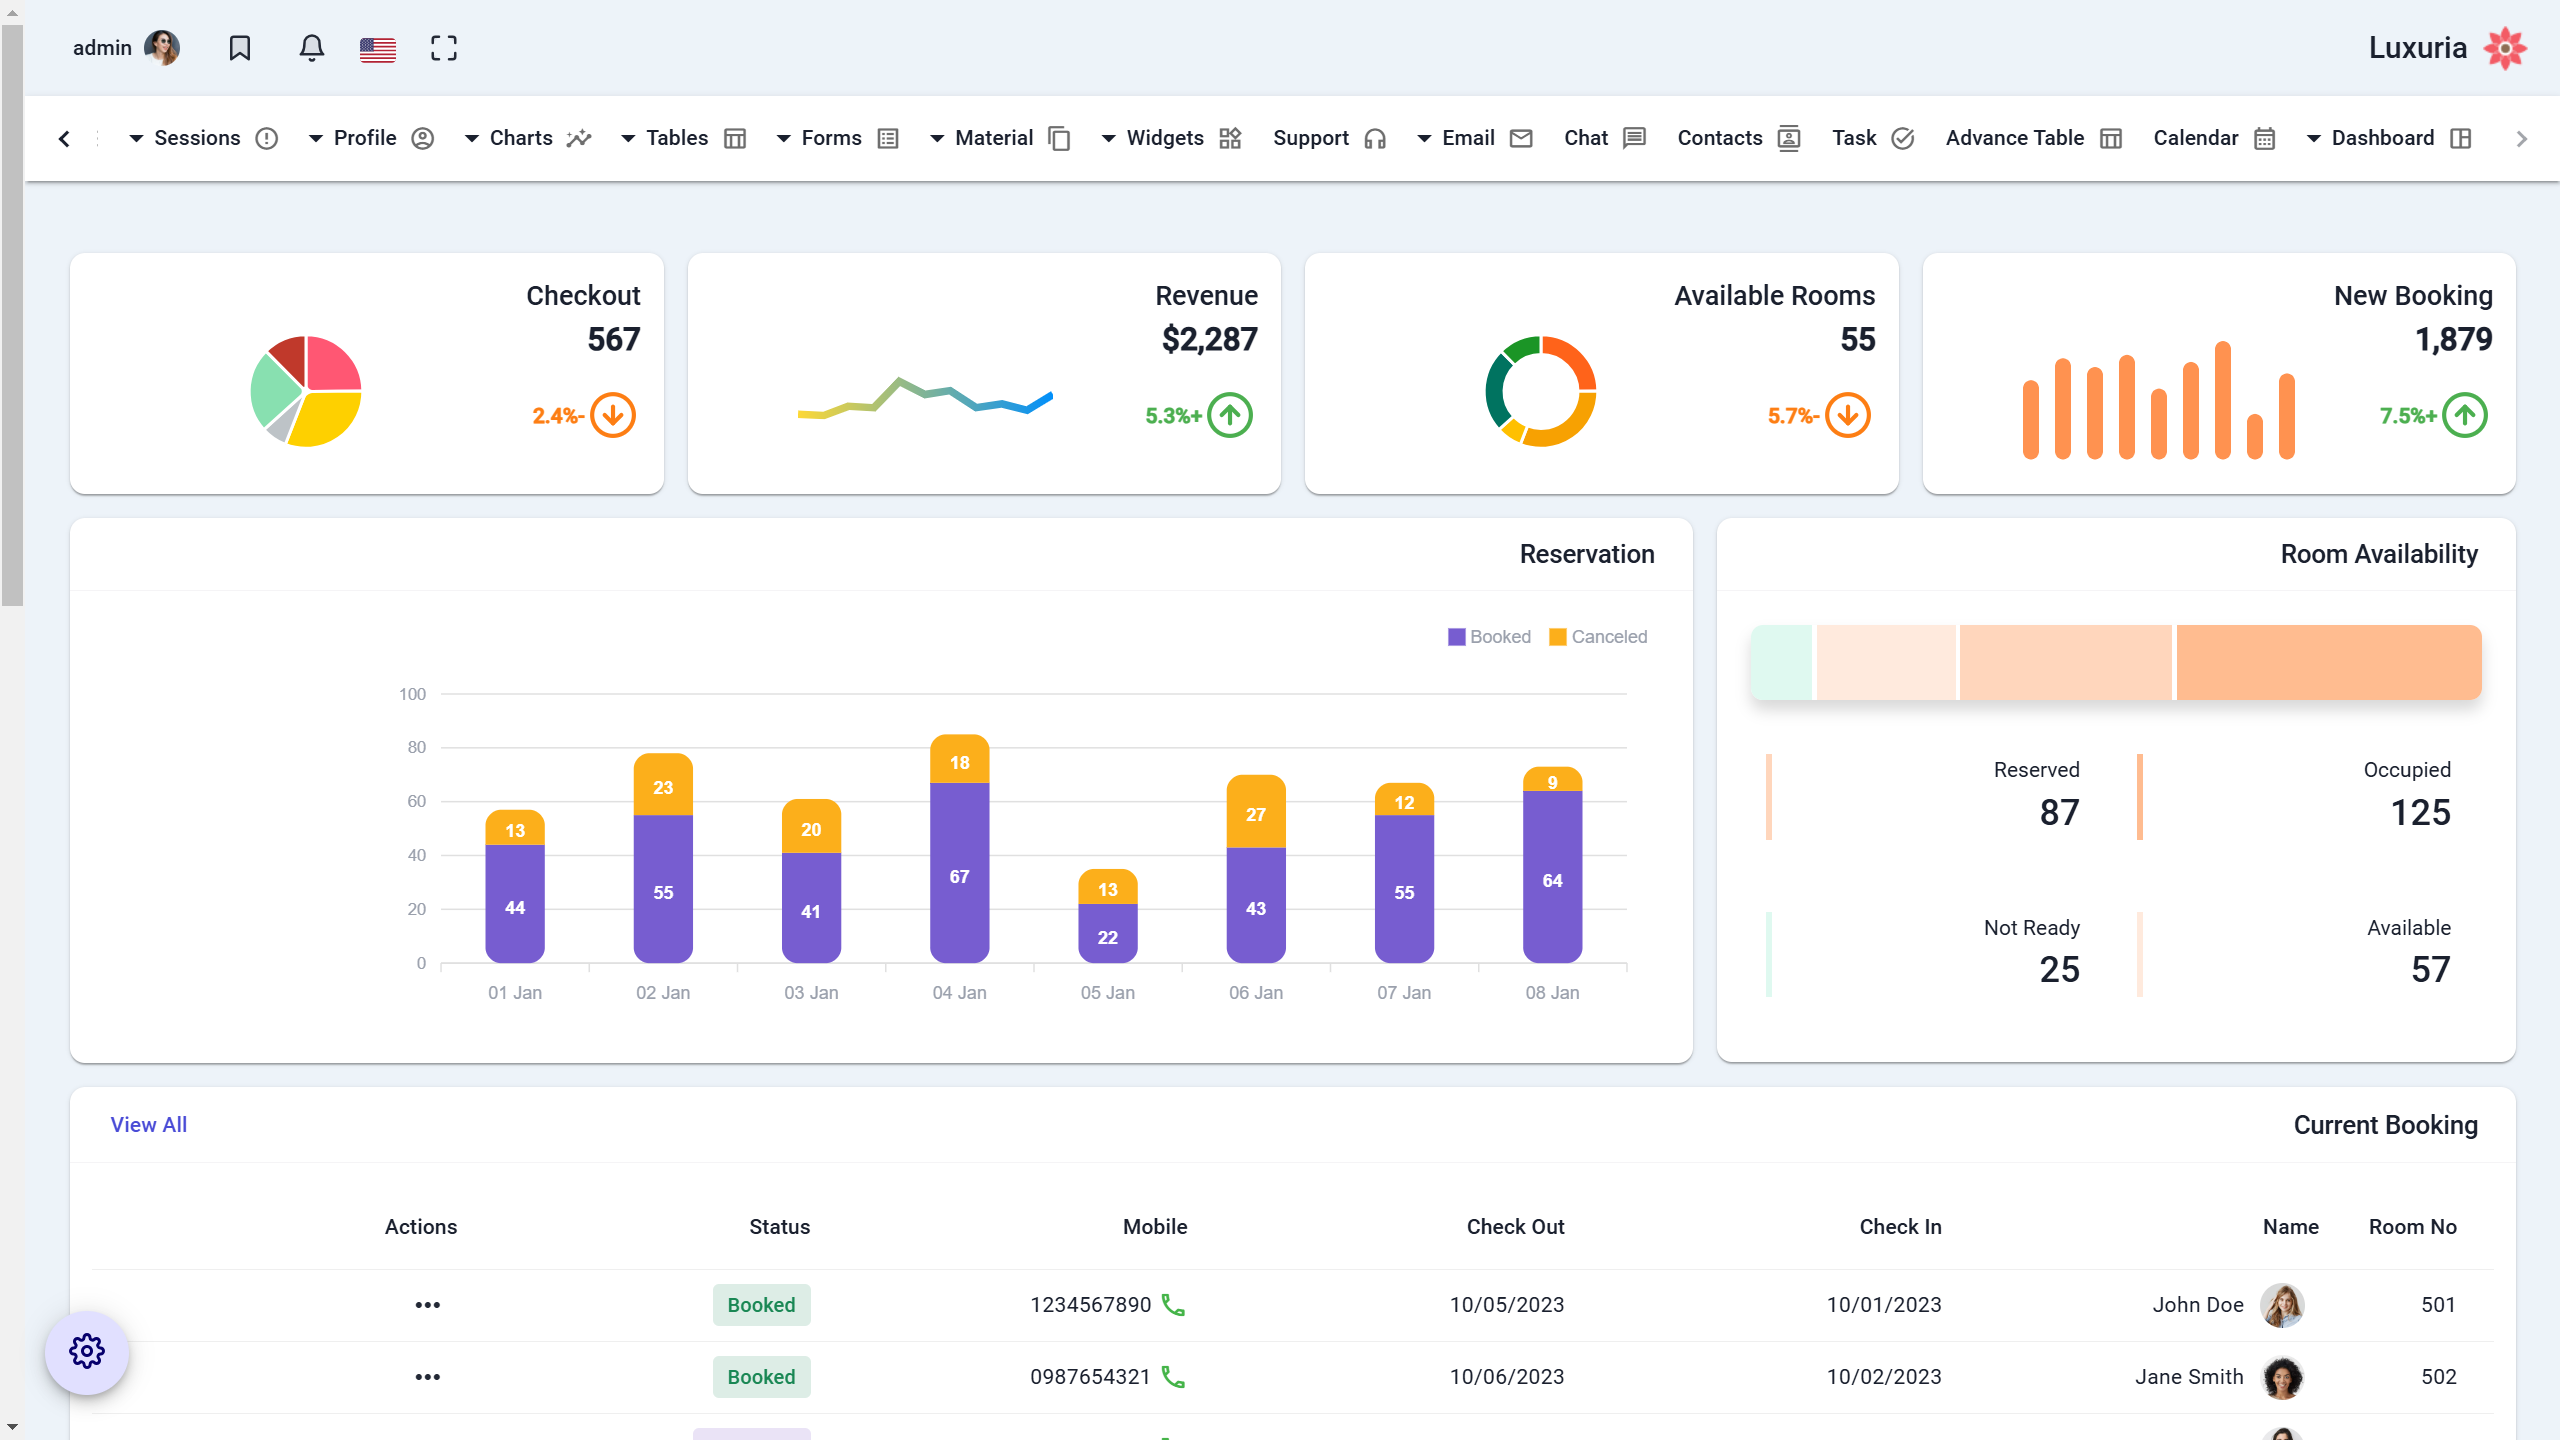 admin
Luxuria
Sessions
Profile
Charts
Tables
Forms
Material
Widgets
Support
Email
Chat
Contacts
Task
Advance Table
Calendar
Dashboard
Checkout
567
2.4%-
Revenue
$2,287
5.3%+
Available Rooms
55
5.7%-
New Booking
1,879
7.5%+
Reservation
Booked
Canceled
100
80
60
40
20
0
13
44
23
55
20
41
18
67
13
22
27
43
12
55
9
64
01 Jan
02 Jan
03 Jan
04 Jan
05 Jan
06 Jan
07 Jan
08 Jan
Room Availability
Reserved
87
Occupied
125
Not Ready
25
Available
57
View All
Current Booking
Actions Status Mobile Check Out Check In Name Room No
Booked 1234567890 10/05/2023 10/01/2023 John Doe 501
Booked 0987654321 10/06/2023 10/02/2023 Jane Smith 502